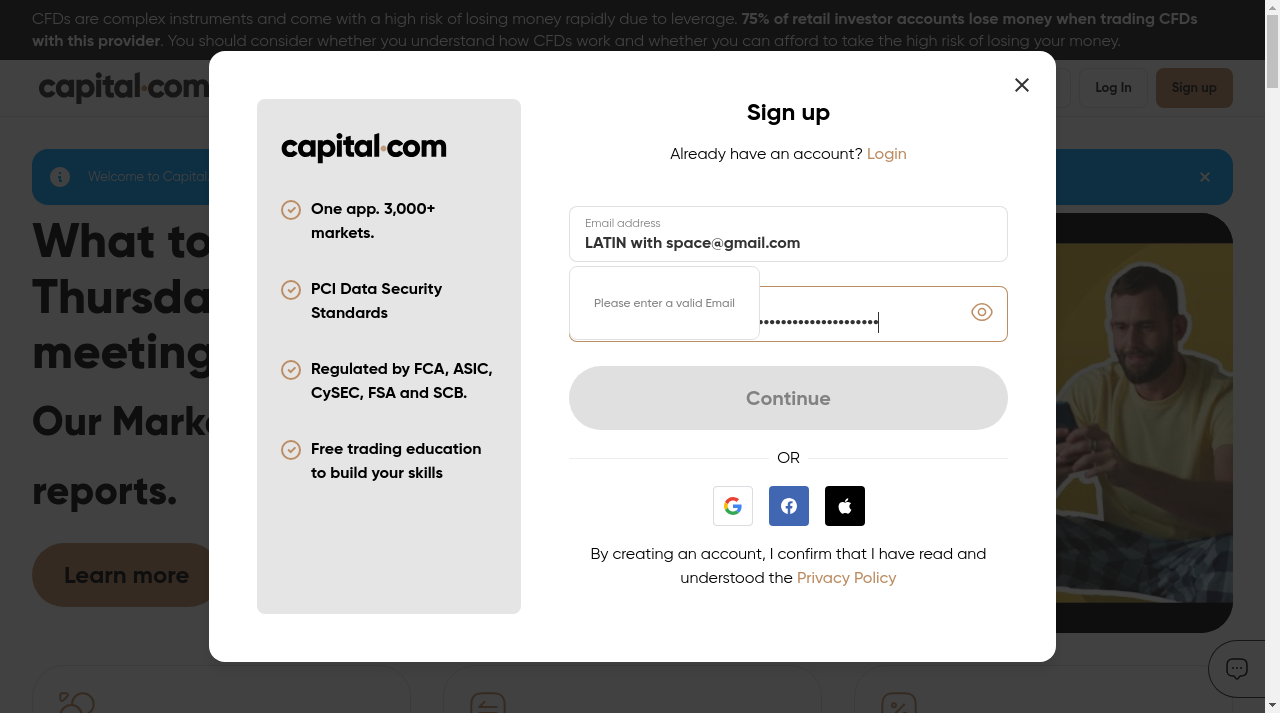 CFDs are complex instruments and come with a high risk of losing money rapidly due to leverage. 75% of retail investor accounts lose money when trading CFDs
with this provider. You should consider whether you understand how CFDs work and whether you can afford to take the high risk of losing your money.
capital.com
Log In
Sign up
Welcome to Capital
What to
Thursda
meeting
Our Marke
reports.
Learn more
capital.com
One app. 3,000+
markets.
PCI Data Security
Standards
Regulated by FCA, ASIC,
CySEC, FSA and SCB.
Free trading education
to build your skills
Sign up
Already have an account? Login
Email address
LATIN with space@gmail.com
Please enter a valid Email
Continue
OR
By creating an account, I confirm that I have read and
understood the Privacy Policy